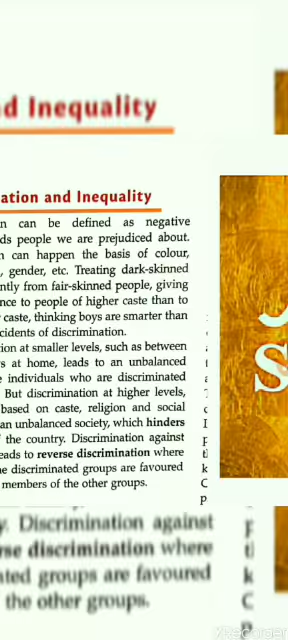 d Inequality
ation and Inequality
n can be defined as negative
ds people we are prejudiced about.
n can happen the basis of colour,
, gender, etc. Treating dark-skinned
ntly from fair-skinned people, giving
nce to people of higher caste than to
caste, thinking boys are smarter than
cidents of discrimination.
ion at smaller levels, such as between
s at home, leads to an unbalanced
e individuals who are discriminated
But discrimination at higher levels,
based on caste, religion and social
an unbalanced society, which hinders
the country. Discrimination against
eads to reverse discrimination where
e discriminated groups are favoured
members of the other groups.
y. Discrimination against
rse discrimination where
ated groups are favoured
the other groups.